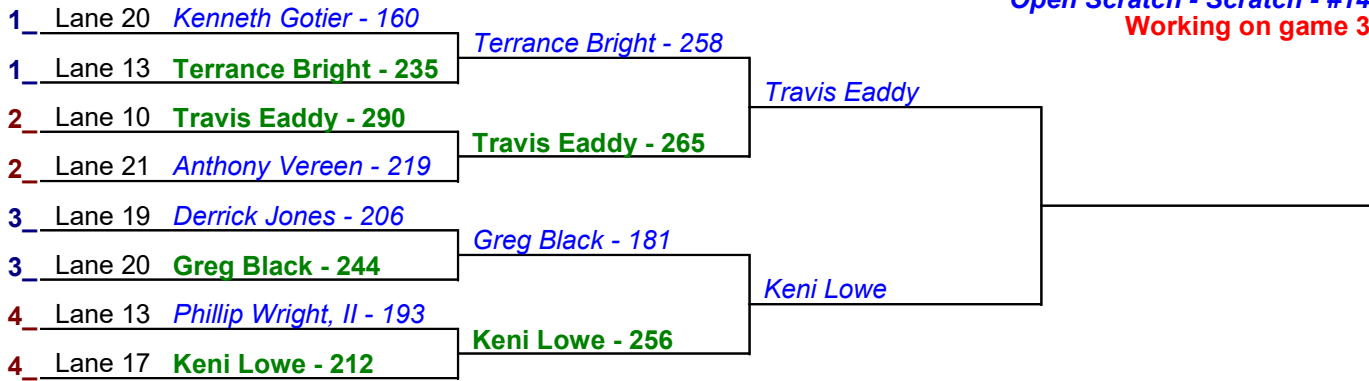 Open Scratch - Scratch - #14
Working on game 3
1_ Lane 20 Kenneth Gotier - 160
Terrance Bright - 258
1_ Lane 13 Terrance Bright - 235
Travis Eaddy
2_ Lane 10 Travis Eaddy - 290
Travis Eaddy - 265
2_ Lane 21 Anthony Vereen - 219
3_ Lane 19 Derrick Jones - 206
Greg Black - 181
3_ Lane 20 Greg Black - 244
Keni Lowe
4_ Lane 13 Phillip Wright, II - 193
Keni Lowe - 256
4_ Lane 17 Keni Lowe - 212